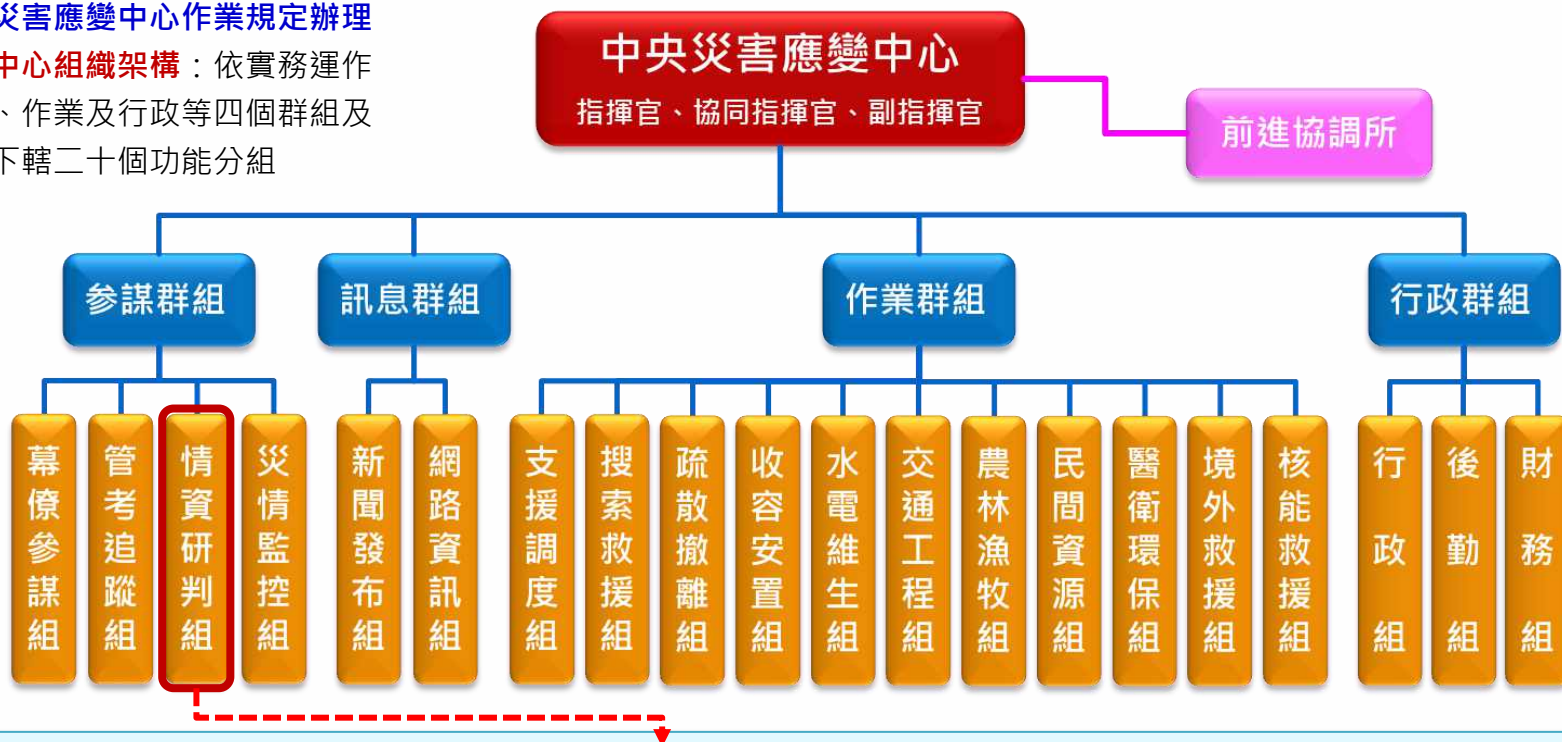 災害應變中心作業規定辦理
中心組織架構：依實務運作
、作業及行政等四個群組及
下轄二十個功能分組
中央災害應變中心
指揮官、協同指揮官、副指揮官
前進協調所
參謀群組
訊息群組
作業群組
行政群組
幕僚參謀組
管考追蹤組
情資研判組
災情監控組
新聞發布組
網路資訊組
支援調度組
搜索救援組
疏散撤離組
收容安置組
水電維生組
交通工程組
農林漁牧組
民間資源組
醫衛環保組
境外救援組
核能救援組
行政組
後勤組
財務組